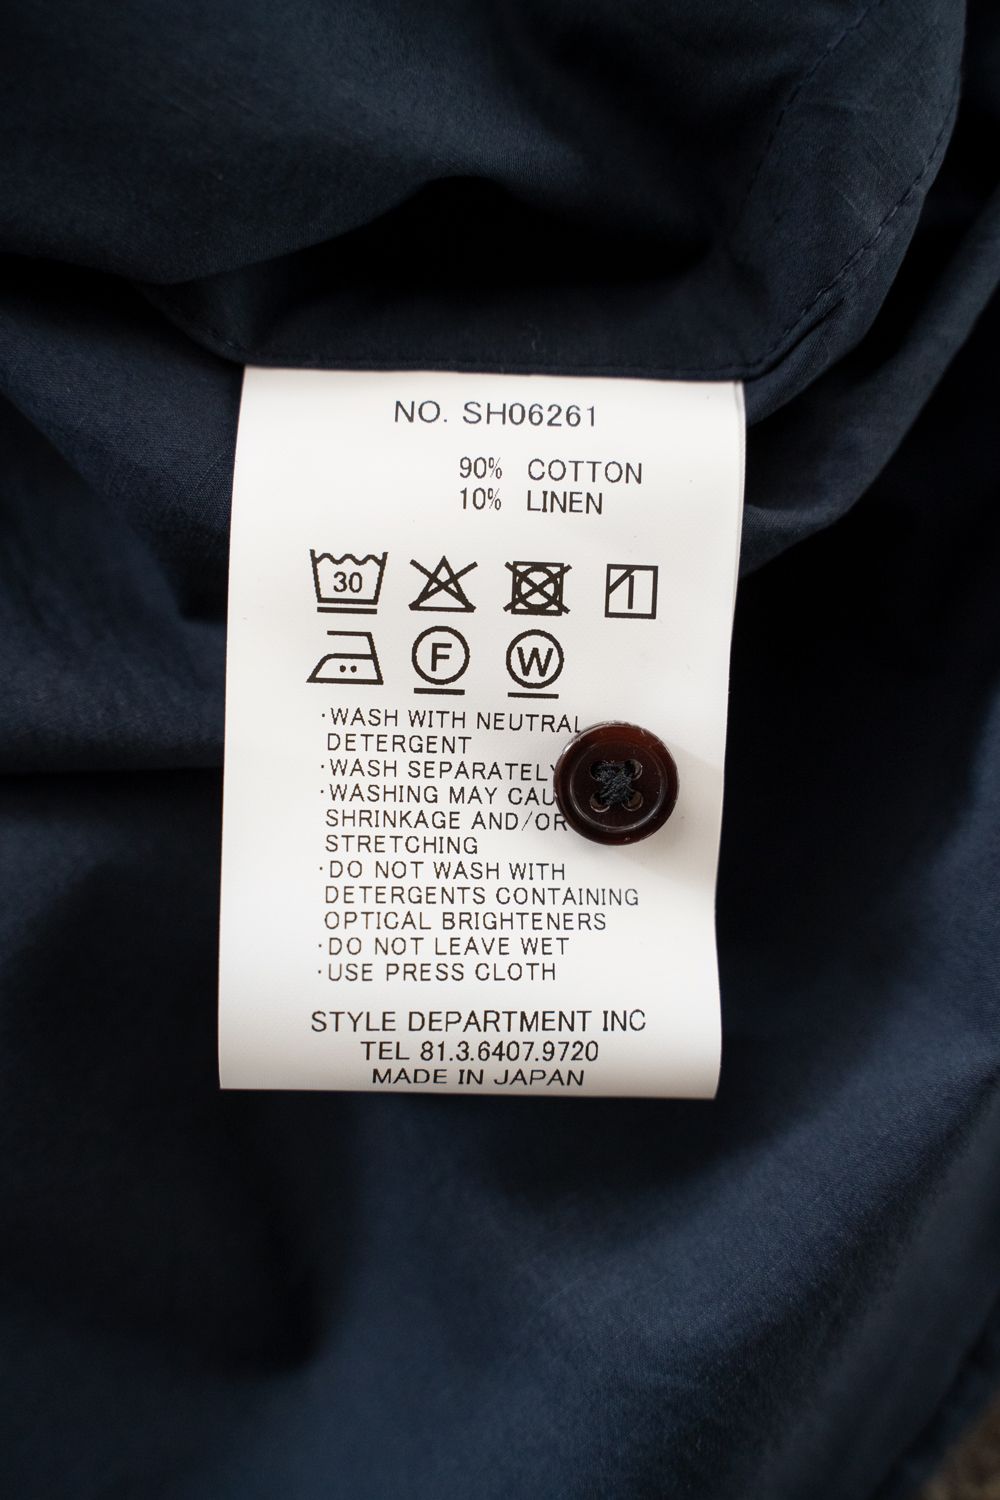 NO. SH06261
90% COTTON
10% LINEN
30
F W
·WASH WITH NEUTRAL
DETERGENT
·WASH SEPARATELY
·WASHING MAY
SHRINKAGE AND/OR
STRETCHING
·DO NOT WASH WITH
DETERGENTS CONTAINING
OPTICAL BRIGHTENERS
·DO NOT LEAVE WET
·USE PRESS CLOTH
STYLE DEPARTMENT INC
TEL 81.3.6407.9720
MADE IN JAPAN